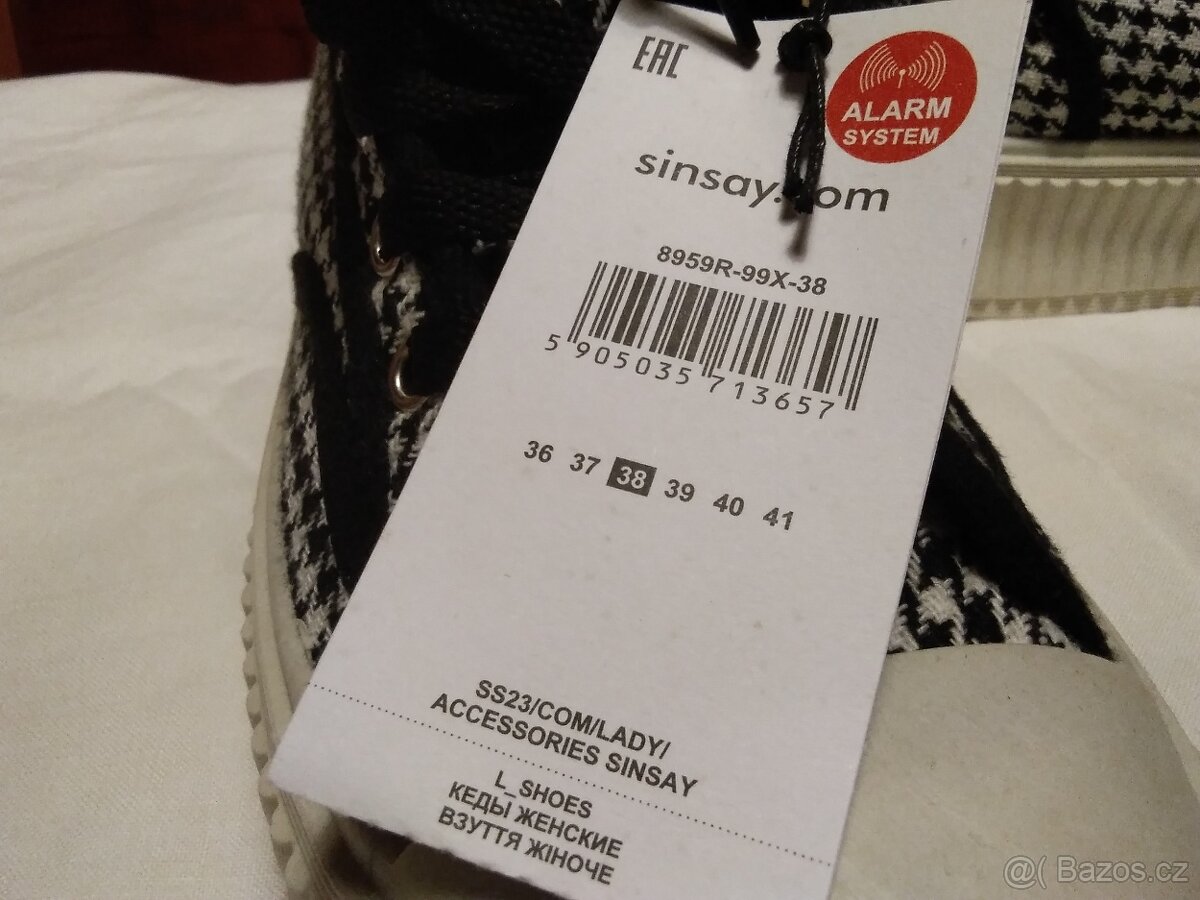 EAC
ALARM
SYSTEM
sinsay.com
8959R-99X-38
5 905035 713657
36 37 38 39 40 41
SS23/COM/LADY/
ACCESSORIES SINSAY
L_SHOES
КЕДЫ ЖЕНСКИЕ
ВЗУТТЯ ЖІНОЧЕ
@( Bazos.cz